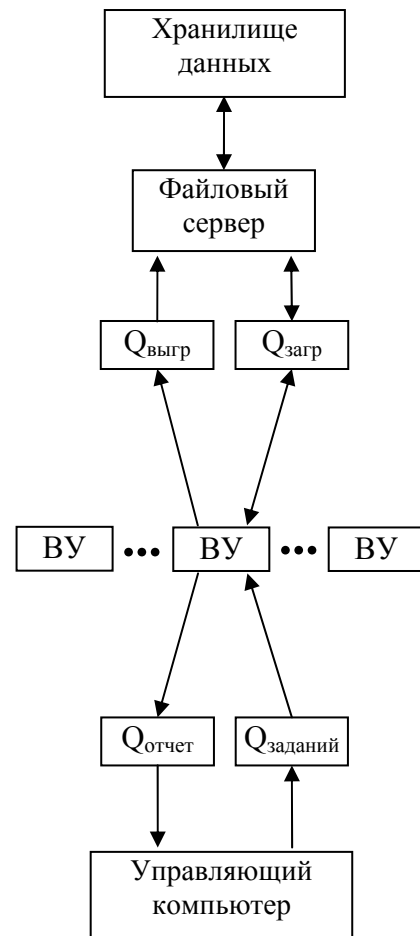 Хранилище
данных
Файловый
сервер
Qвыгр Qзагр
ВУ ••• ВУ ••• ВУ
Qотчет Qзаданий
Управляющий
компьютер